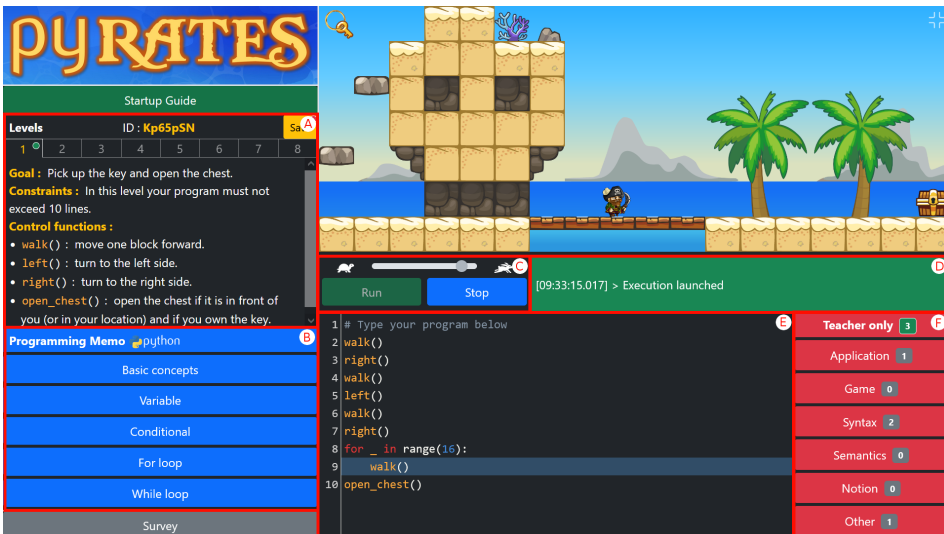 pyRATES
Startup Guide
Levels ID : Kp65pSN A
1 2 3 4 5 6 7 8
Goal : Pick up the key and open the chest.
Constraints : In this level your program must not
exceed 10 lines.
Control functions :
• walk() : move one block forward.
• left() : turn to the left side.
• right() : turn to the right side.
• open_chest() : open the chest if it is in front of
you (or in your location) and if you own the key.
Programming Memo python B
Basic concepts
Variable
Conditional
For loop
While loop
Survey
C
Run Stop
D
[09:33:15.017] > Execution launched
E
1 # Type your program below
2 walk()
3 right()
4 walk()
5 left()
6 walk()
7 right()
8 for _ in range(16):
9 walk()
10 open_chest()
Teacher only 3 F
Application 1
Game 0
Syntax 2
Semantics 0
Notion 0
Other 1